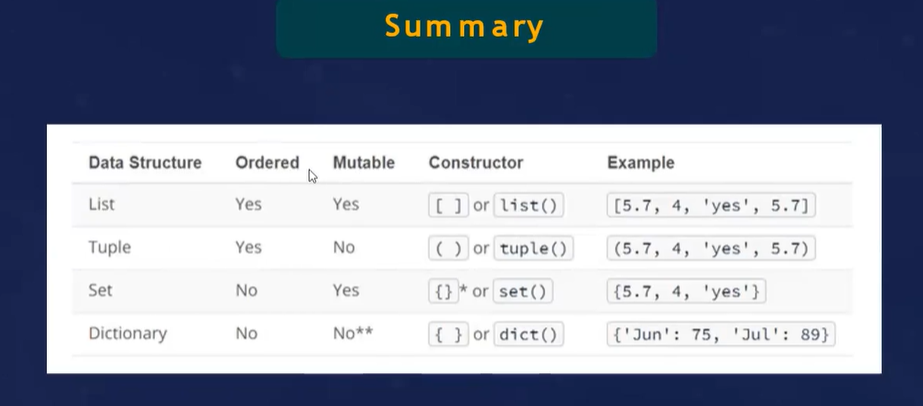 Summary
Data Structure Ordered Mutable Constructor Example
List Yes Yes [ ] or list() [5.7, 4, 'yes', 5.7]
Tuple Yes No ( ) or tuple() (5.7, 4, 'yes', 5.7)
Set No Yes {}* or set() {5.7, 4, 'yes'}
Dictionary No No** { } or dict() {'Jun': 75, 'Jul': 89}